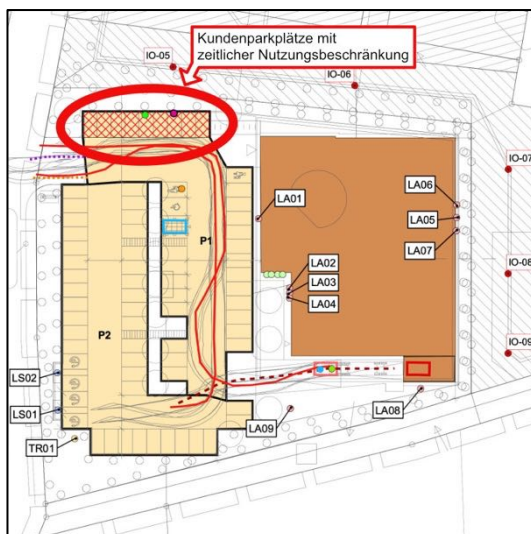 Kundenparkplätze mit
zeitlicher Nutzungsbeschränkung
IO-05
IO-06
IO-07
LA06
LA01
LA05
LA07
P1
LA02
P2
LA03
IO-08
LA04
LS02
IO-09
LS01
LA08
LA09
TR01